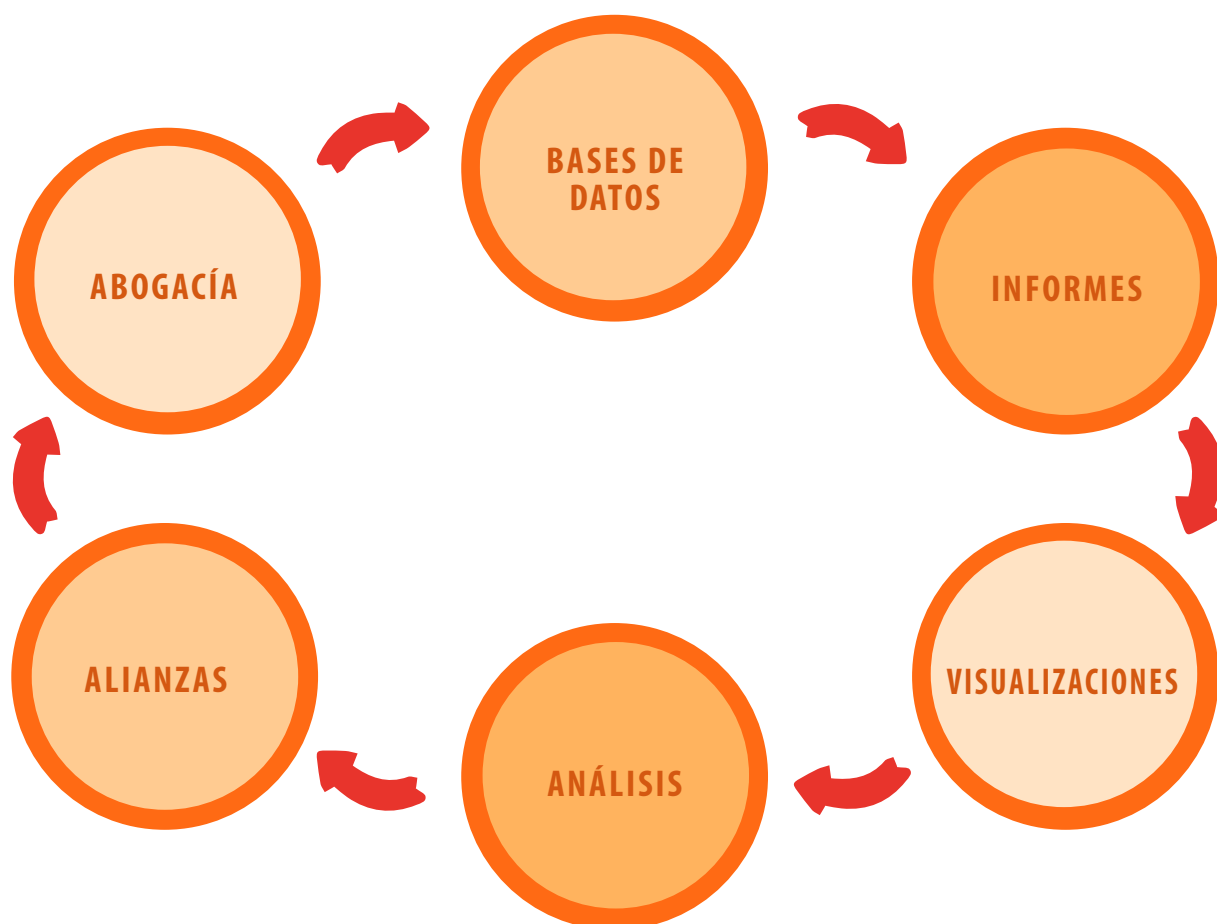 BASES DE
DATOS
ABOGACÍA
INFORMES
ALIANZAS
VISUALIZACIONES
ANÁLISIS